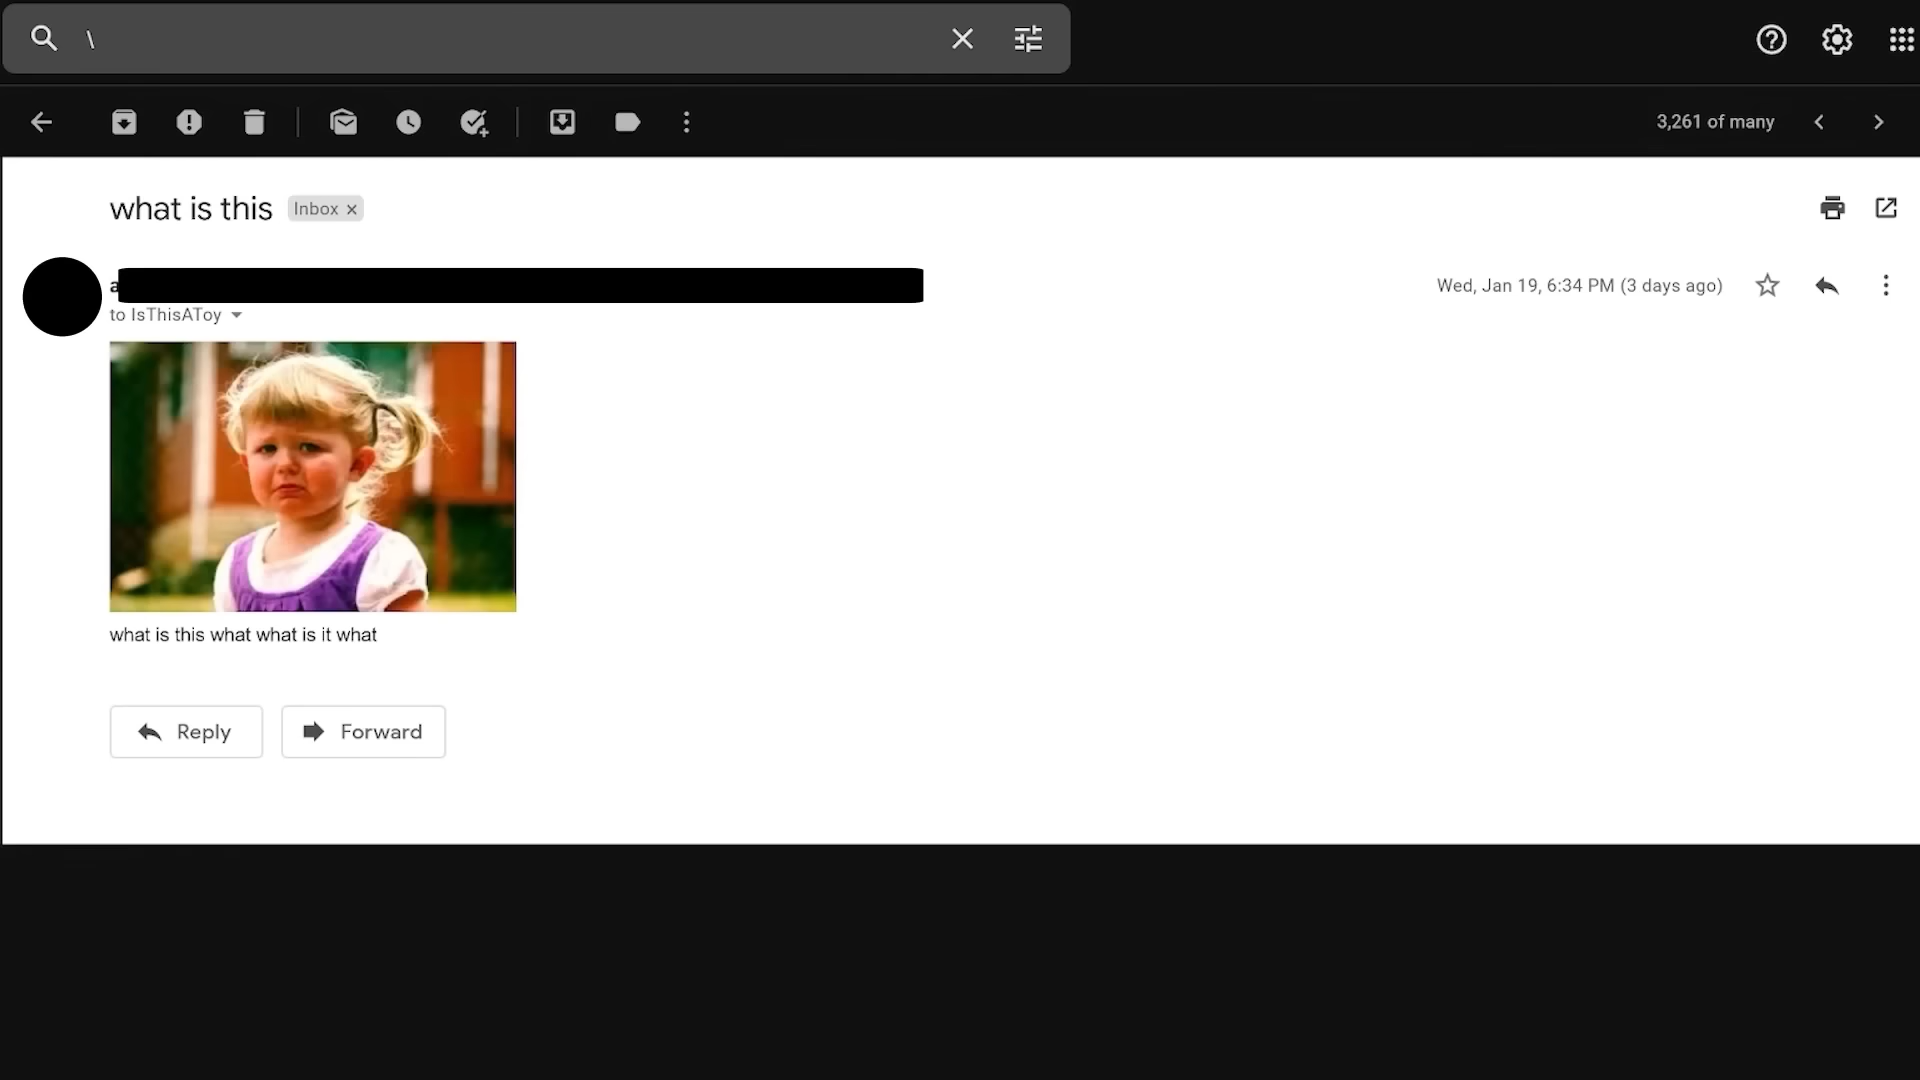 \
3,261 of many
what is this Inbox x
a
Wed, Jan 19, 6:34 PM (3 days ago)
to IsThisAToy
what is this what what is it what
Reply
Forward